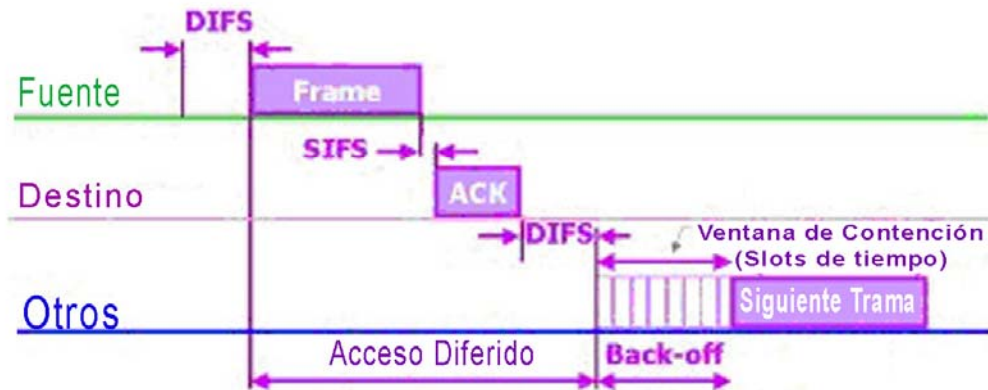 DIFS
Fuente
Frame
SIFS
Destino
ACK
DIFS
Ventana de Contención
(Slots de tiempo)
Otros
Siguiente Trama
Acceso Diferido
Back-off